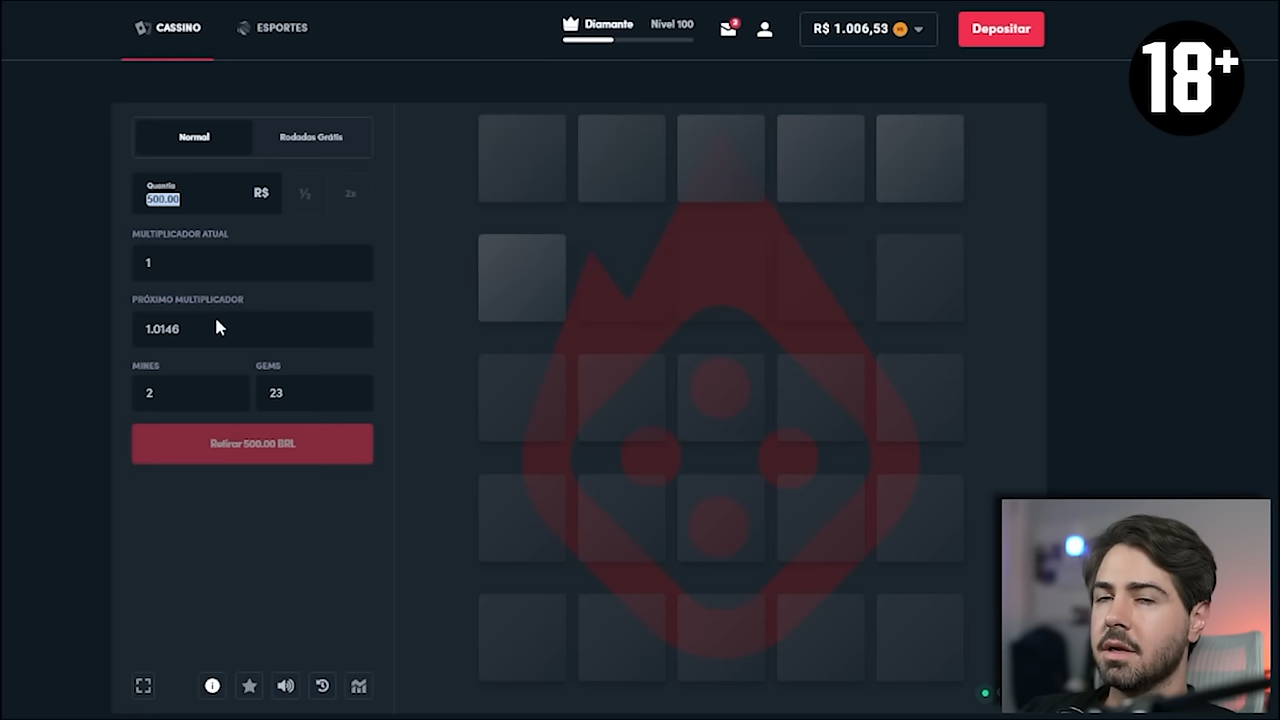 CASSINO
ESPORTES
Diamante
Nível 100
3
R$ 1.006,53
Depositar
18+
Normal
Rodadas Grátis
Quantia
500.00
R$
½
2x
MULTIPLICADOR ATUAL
1
PRÓXIMO MULTIPLICADOR
1.0146
MINES
GEMS
2
23
Retirar 500.00 BRL